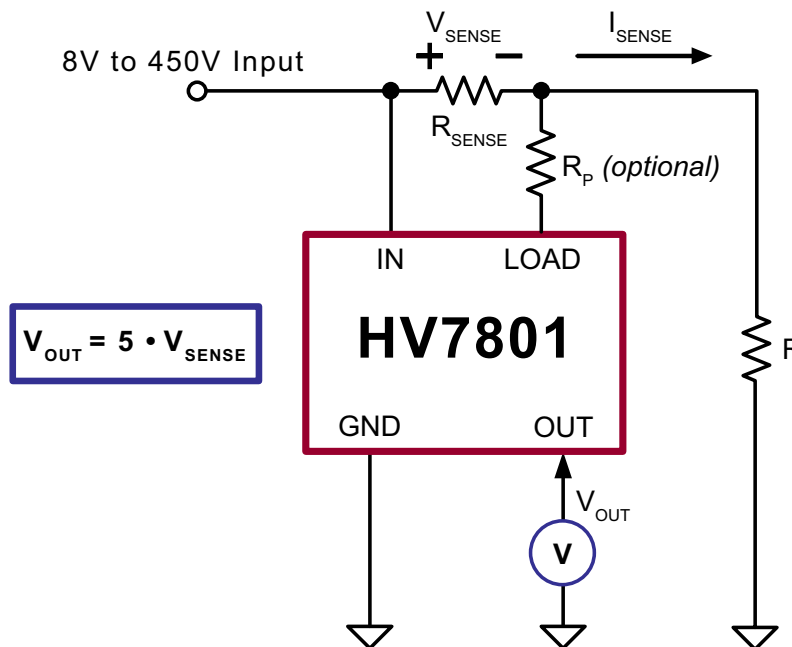 V_SENSE
+ −
I_SENSE
8V to 450V Input
R_SENSE
R_P (optional)
IN
LOAD
HV7801
V_OUT = 5 • V_SENSE
GND
OUT
V_OUT
V